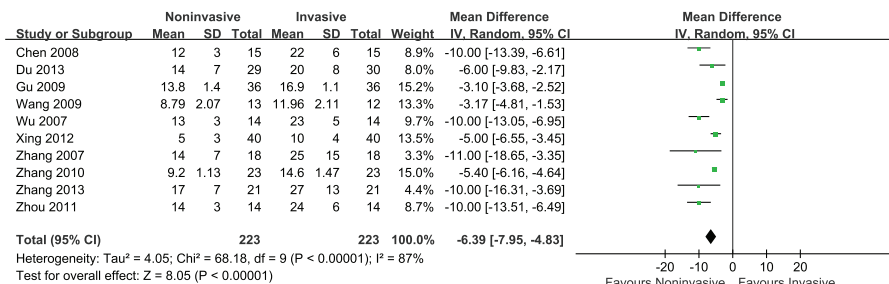 Noninvasive Invasive Mean Difference Mean Difference
Study or Subgroup Mean SD Total Mean SD Total Weight IV, Random, 95% CI IV, Random, 95% CI
Chen 2008 12 3 15 22 6 15 8.9% -10.00 [-13.39, -6.61]
Du 2013 14 7 29 20 8 30 8.0% -6.00 [-9.83, -2.17]
Gu 2009 13.8 1.4 36 16.9 1.1 36 15.2% -3.10 [-3.68, -2.52]
Wang 2009 8.79 2.07 13 11.96 2.11 12 13.3% -3.17 [-4.81, -1.53]
Wu 2007 13 3 14 23 5 14 9.7% -10.00 [-13.05, -6.95]
Xing 2012 5 3 40 10 4 40 13.5% -5.00 [-6.55, -3.45]
Zhang 2007 14 7 18 25 15 18 3.3% -11.00 [-18.65, -3.35]
Zhang 2010 9.2 1.13 23 14.6 1.47 23 15.0% -5.40 [-6.16, -4.64]
Zhang 2013 17 7 21 27 13 21 4.4% -10.00 [-16.31, -3.69]
Zhou 2011 14 3 14 24 6 14 8.7% -10.00 [-13.51, -6.49]
Total (95% CI) 223 223 100.0% -6.39 [-7.95, -4.83]
Heterogeneity: Tau² = 4.05; Chi² = 68.18, df = 9 (P < 0.00001); I² = 87%
Test for overall effect: Z = 8.05 (P < 0.00001)
-20 -10 0 10 20
Favours Noninvasive Favours Invasive